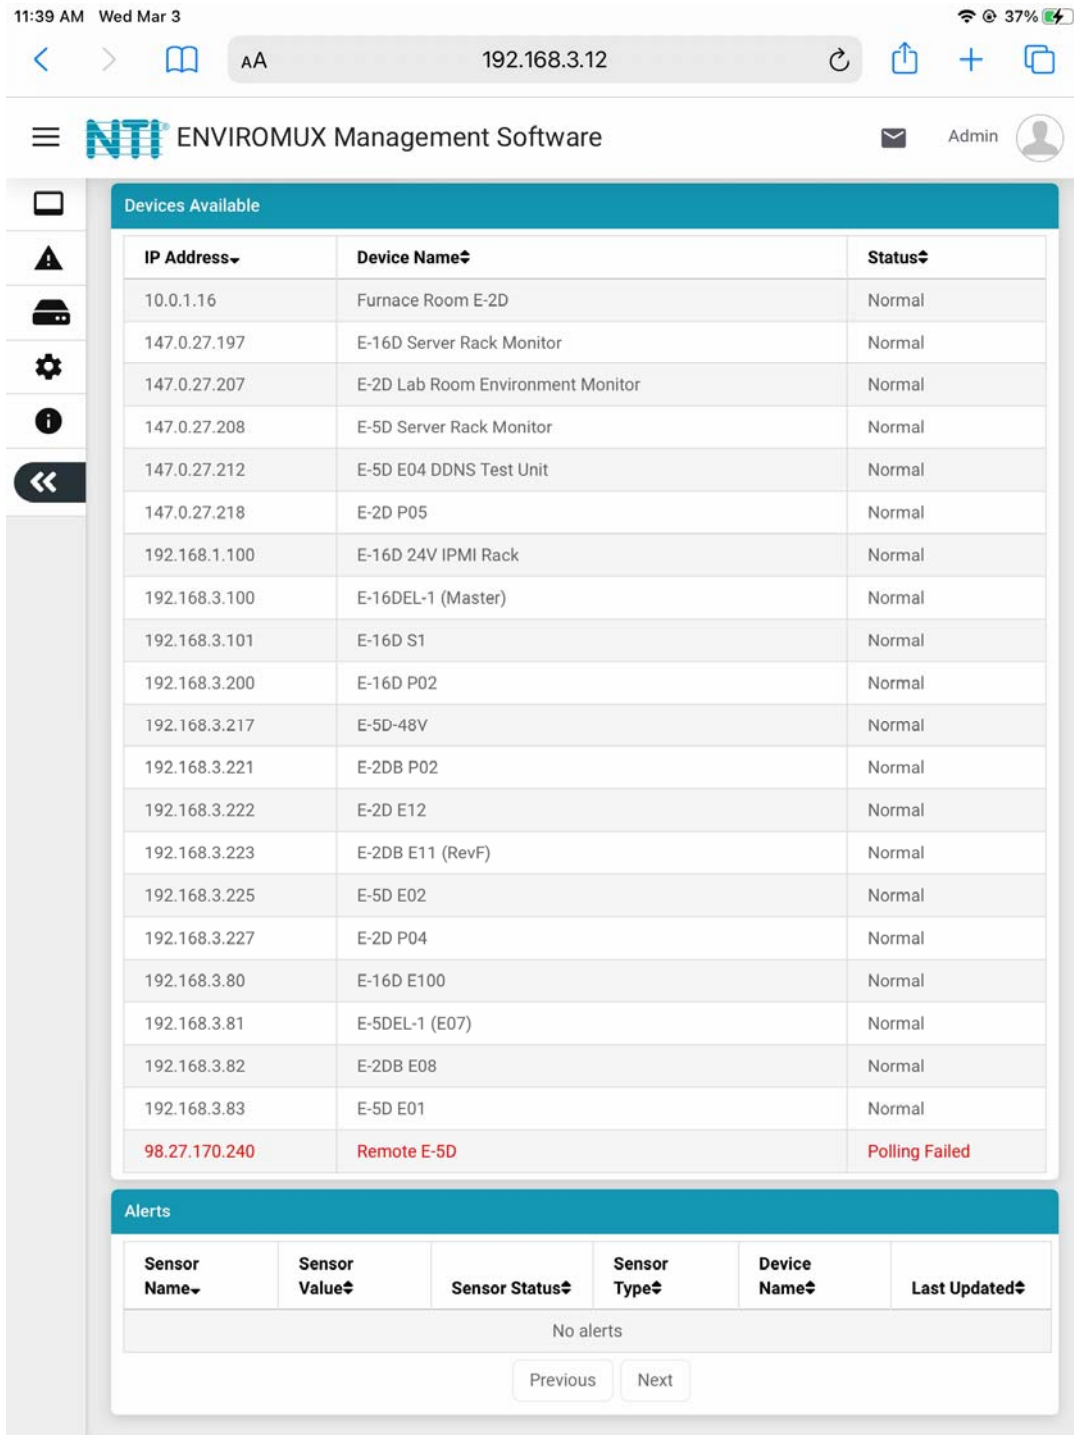 11:39 AM Wed Mar 3 37%
AA 192.168.3.12
NTI® ENVIROMUX Management Software Admin
Devices Available
IP Address Device Name Status
10.0.1.16 Furnace Room E-2D Normal
147.0.27.197 E-16D Server Rack Monitor Normal
147.0.27.207 E-2D Lab Room Environment Monitor Normal
147.0.27.208 E-5D Server Rack Monitor Normal
147.0.27.212 E-5D E04 DDNS Test Unit Normal
147.0.27.218 E-2D P05 Normal
192.168.1.100 E-16D 24V IPMI Rack Normal
192.168.3.100 E-16DEL-1 (Master) Normal
192.168.3.101 E-16D S1 Normal
192.168.3.200 E-16D P02 Normal
192.168.3.217 E-5D-48V Normal
192.168.3.221 E-2DB P02 Normal
192.168.3.222 E-2D E12 Normal
192.168.3.223 E-2DB E11 (RevF) Normal
192.168.3.225 E-5D E02 Normal
192.168.3.227 E-2D P04 Normal
192.168.3.80 E-16D E100 Normal
192.168.3.81 E-5DEL-1 (E07) Normal
192.168.3.82 E-2DB E08 Normal
192.168.3.83 E-5D E01 Normal
98.27.170.240 Remote E-5D Polling Failed
Alerts
Sensor Name Sensor Value Sensor Status Sensor Type Device Name Last Updated
No alerts
Previous Next